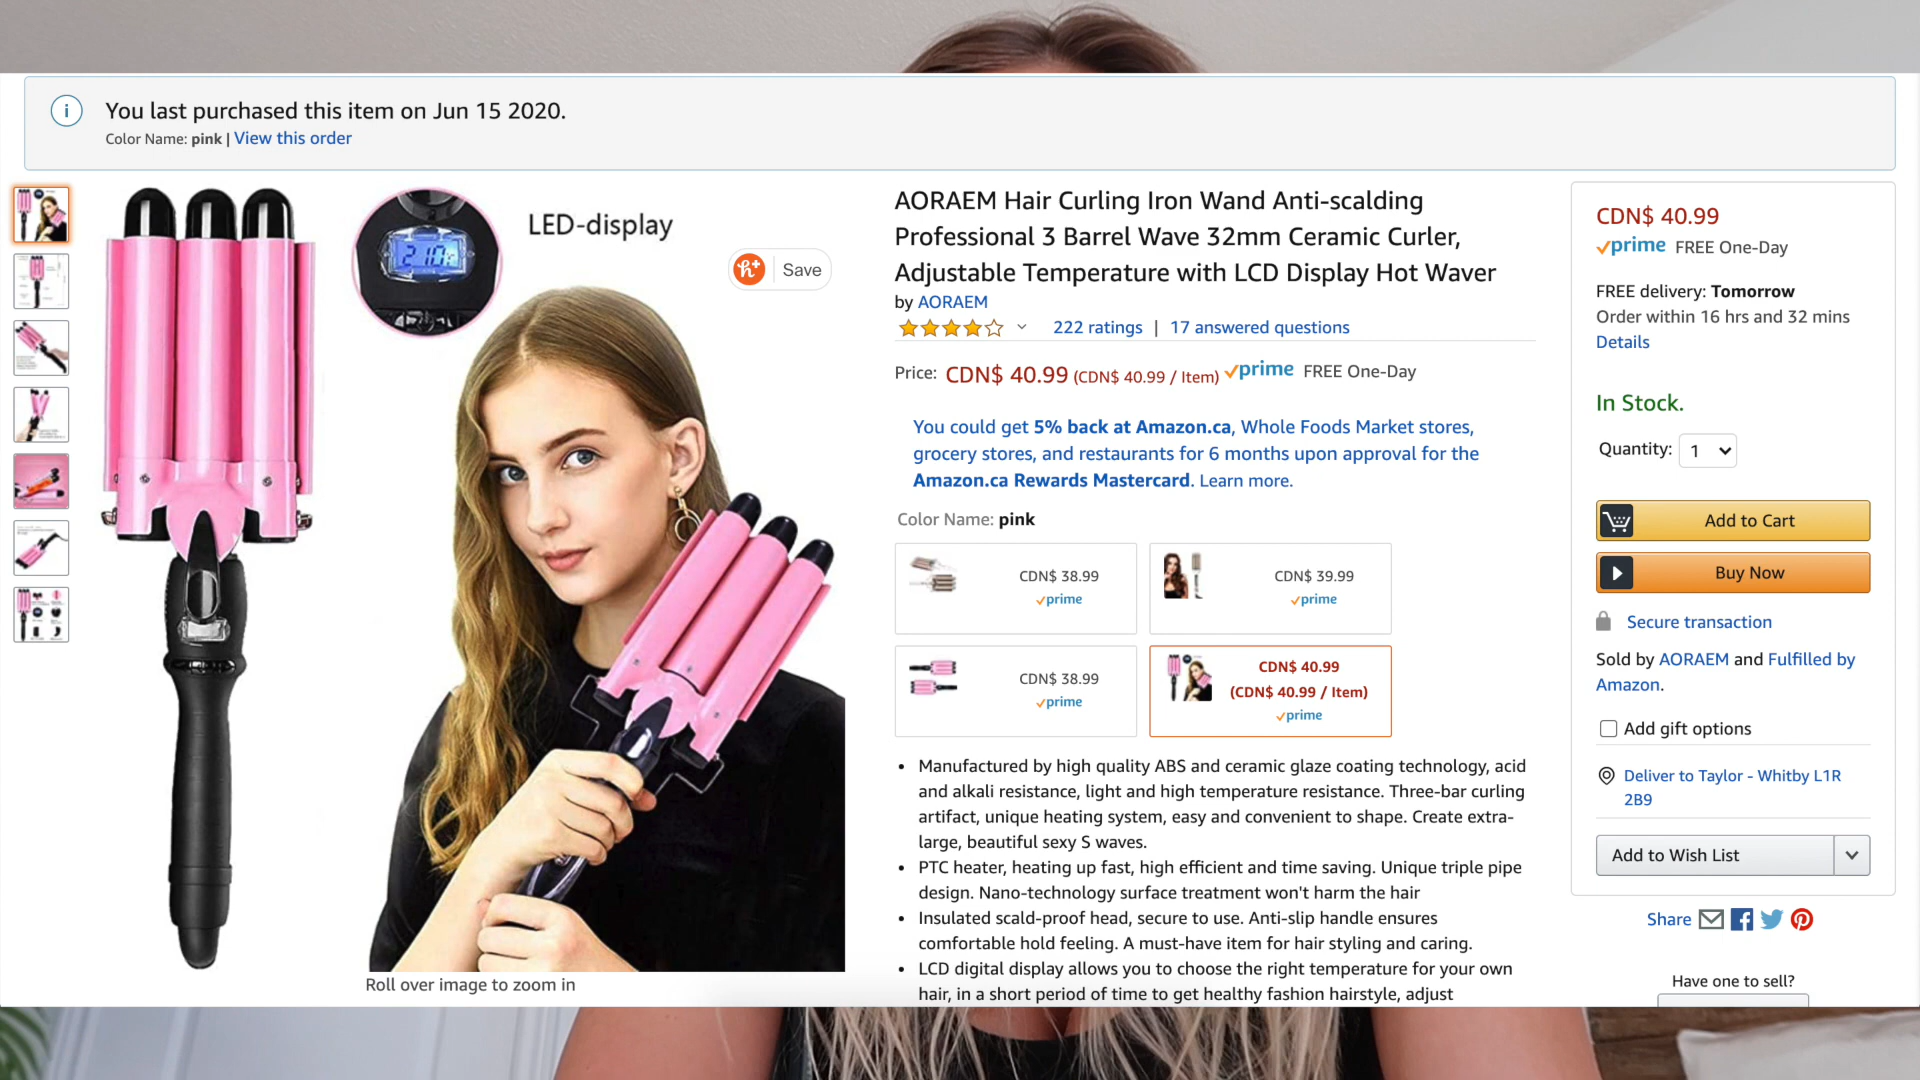 You last purchased this item on Jun 15 2020.
Color Name: pink | View this order
LED-display
210
Save
AORAEM Hair Curling Iron Wand Anti-scalding
Professional 3 Barrel Wave 32mm Ceramic Curler,
Adjustable Temperature with LCD Display Hot Waver
by AORAEM
222 ratings | 17 answered questions
Price: CDN$ 40.99 (CDN$ 40.99 / Item) prime FREE One-Day
You could get 5% back at Amazon.ca, Whole Foods Market stores,
grocery stores, and restaurants for 6 months upon approval for the
Amazon.ca Rewards Mastercard. Learn more.
Color Name: pink
CDN$ 38.99
prime
CDN$ 39.99
prime
CDN$ 38.99
prime
CDN$ 40.99
(CDN$ 40.99 / Item)
prime
• Manufactured by high quality ABS and ceramic glaze coating technology, acid
and alkali resistance, light and high temperature resistance. Three-bar curling
artifact, unique heating system, easy and convenient to shape. Create extra-
large, beautiful sexy S waves.
• PTC heater, heating up fast, high efficient and time saving. Unique triple pipe
design. Nano-technology surface treatment won't harm the hair
• Insulated scald-proof head, secure to use. Anti-slip handle ensures
comfortable hold feeling. A must-have item for hair styling and caring.
• LCD digital display allows you to choose the right temperature for your own
hair, in a short period of time to get healthy fashion hairstyle, adjust
Roll over image to zoom in
CDN$ 40.99
prime FREE One-Day
FREE delivery: Tomorrow
Order within 16 hrs and 32 mins
Details
In Stock.
Quantity: 1
Add to Cart
Buy Now
Secure transaction
Sold by AORAEM and Fulfilled by
Amazon.
Add gift options
Deliver to Taylor - Whitby L1R
2B9
Add to Wish List
Share
Have one to sell?